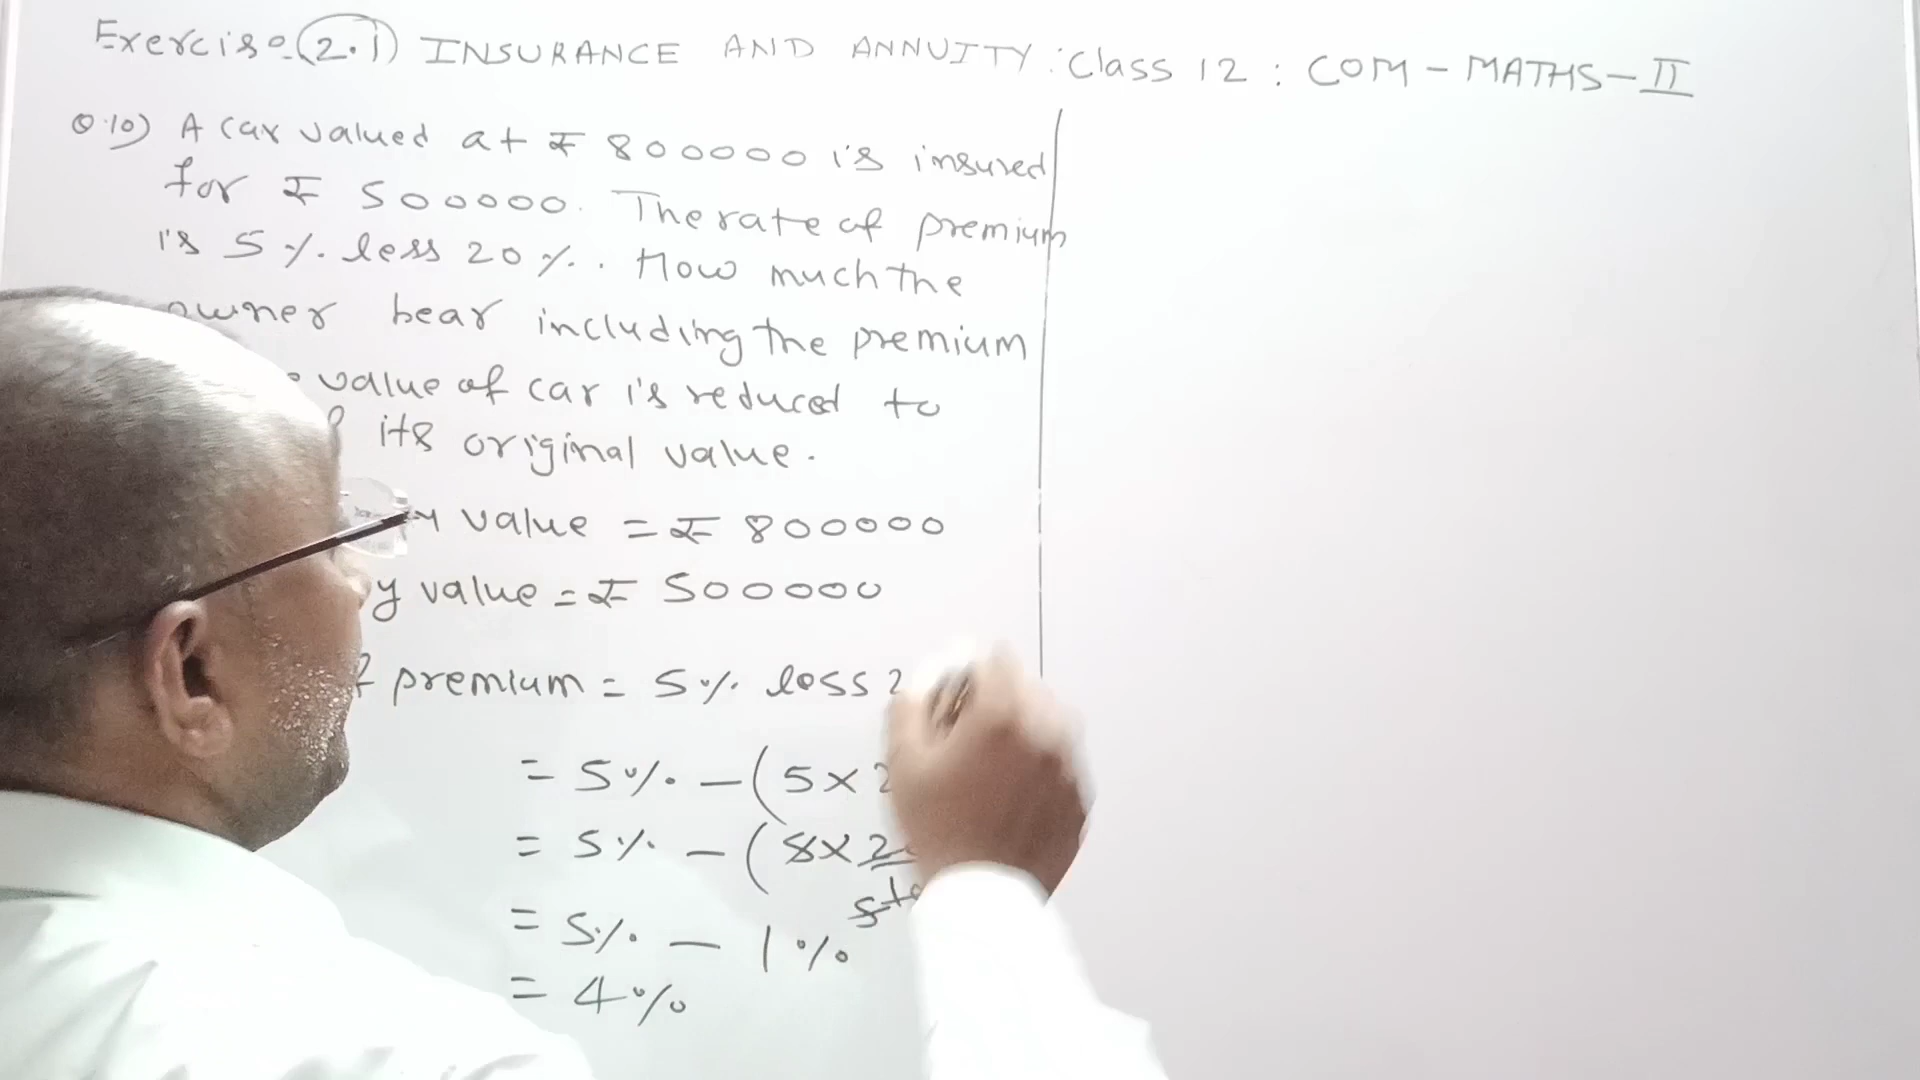 Exercise-(2.1) INSURANCE AND ANNUITY : Class 12 : COM - MATHS - II
Q.10) A car valued at ₹ 800000 is insured
for ₹ 500000. The rate of premium
is 5 %. less 20 %. . How much the
owner bear including the premium
value of car is reduced to
its original value.
value = ₹ 800000
value = ₹ 500000
premium = 5 %. less 2
= 5 %. - ( 5 ×
= 5 %. - ( 5 × 2
= 5 %. - 1 %
= 4 %